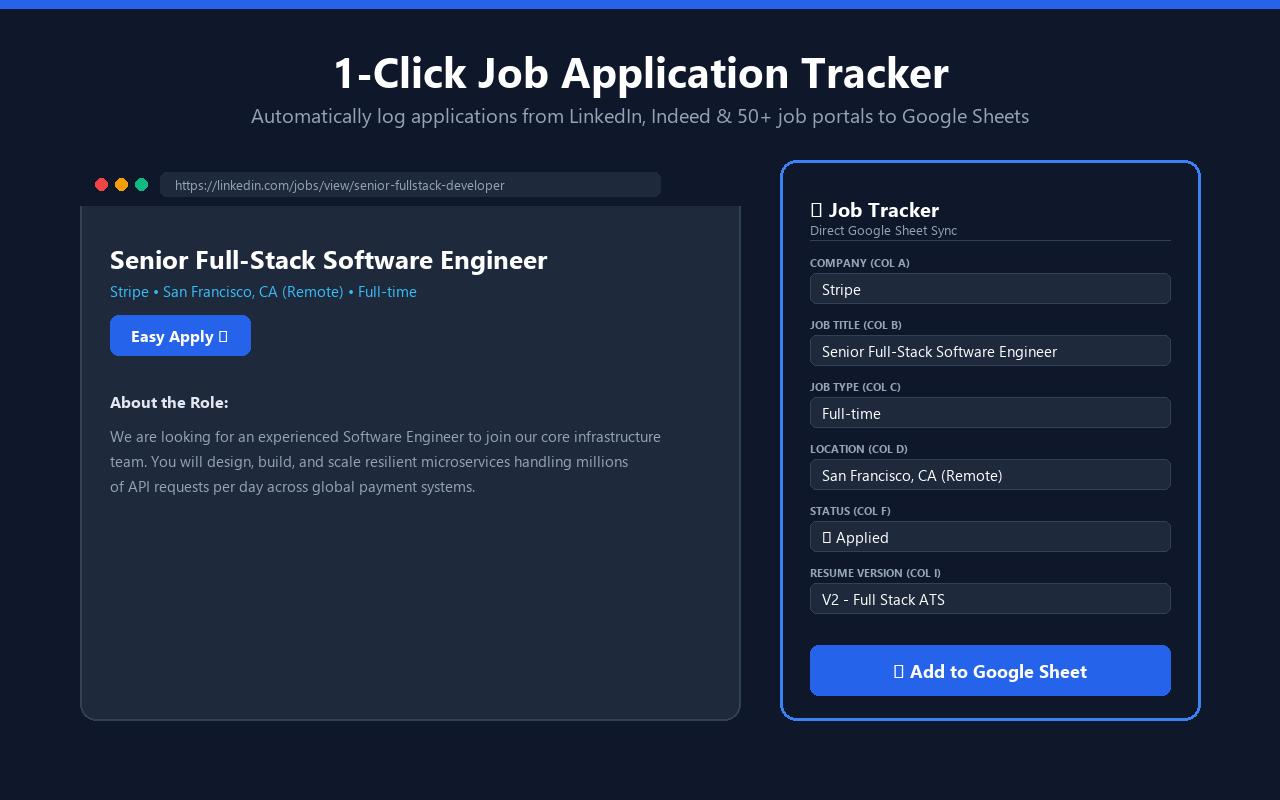 1-Click Job Application Tracker
Automatically log applications from LinkedIn, Indeed & 50+ job portals to Google Sheets
https://linkedin.com/jobs/view/senior-fullstack-developer
Senior Full-Stack Software Engineer
Stripe • San Francisco, CA (Remote) • Full-time
Easy Apply
About the Role:
We are looking for an experienced Software Engineer to join our core infrastructure
team. You will design, build, and scale resilient microservices handling millions
of API requests per day across global payment systems.
Job Tracker
Direct Google Sheet Sync
COMPANY (COL A)
Stripe
JOB TITLE (COL B)
Senior Full-Stack Software Engineer
JOB TYPE (COL C)
Full-time
LOCATION (COL D)
San Francisco, CA (Remote)
STATUS (COL F)
Applied
RESUME VERSION (COL I)
V2 - Full Stack ATS
Add to Google Sheet